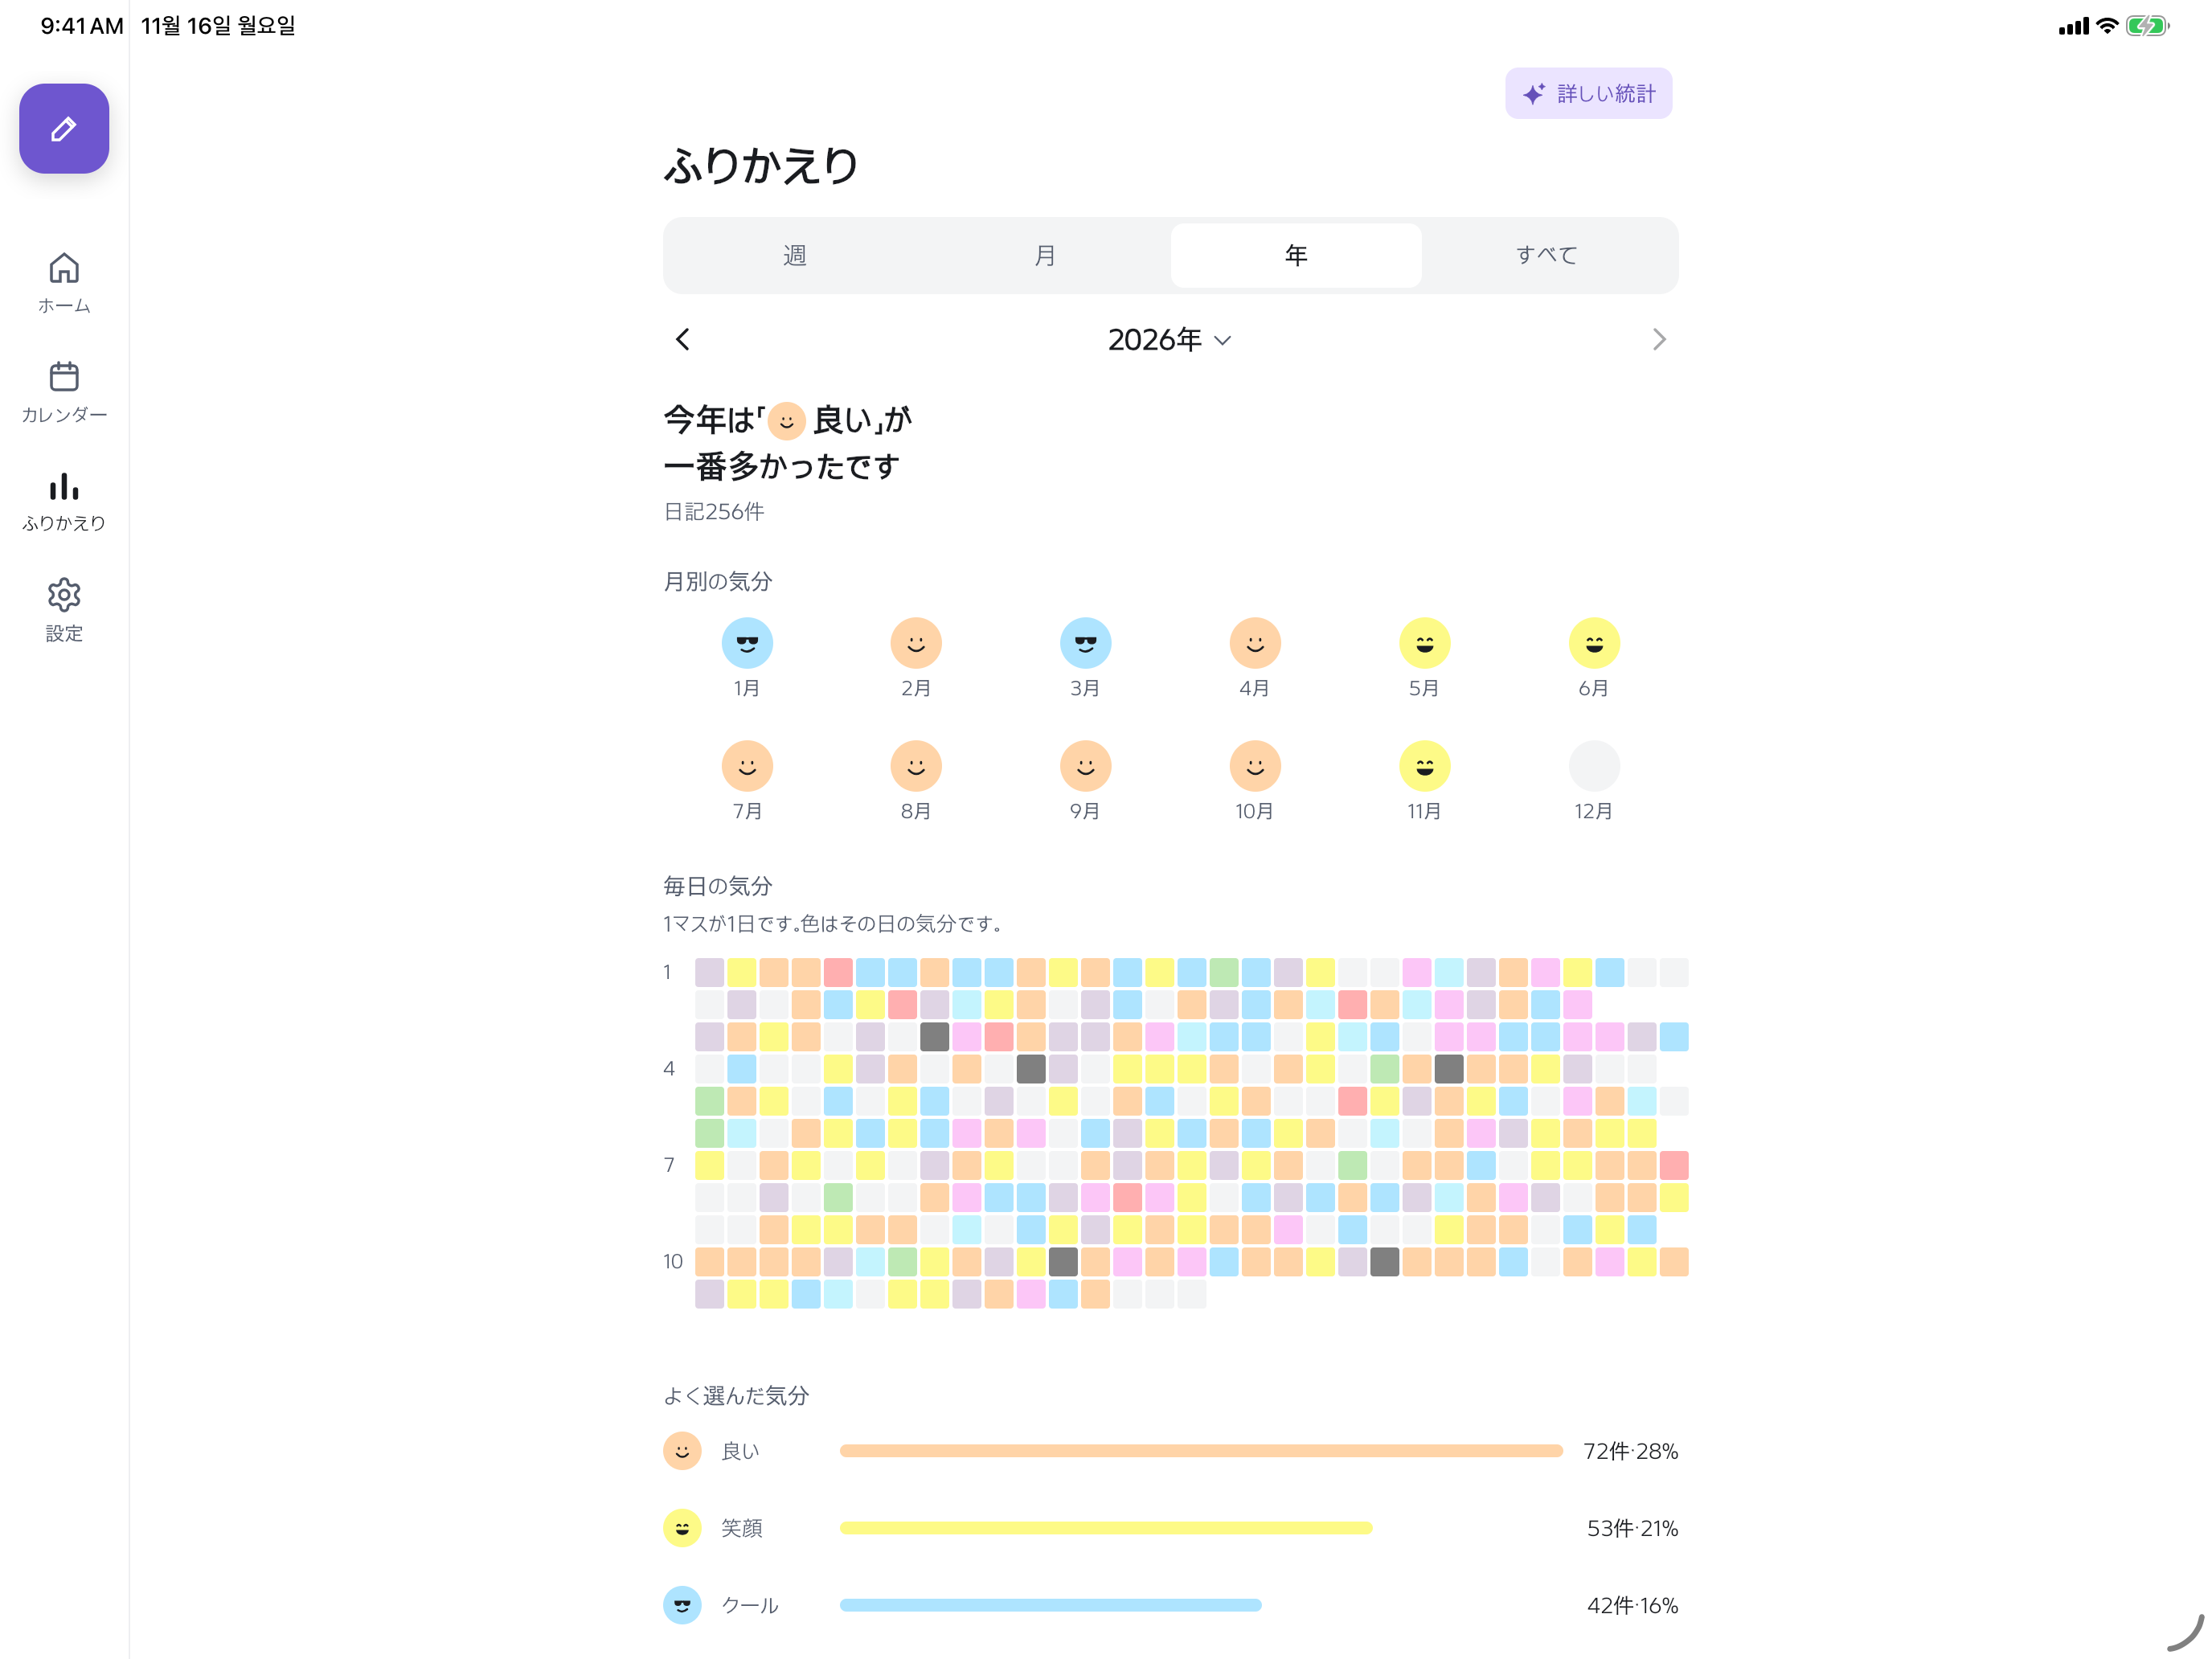 9:41 AM 11월 16일 월요일
詳しい統計
ホーム
カレンダー
ふりかえり
設定
ふりかえり
週 月 年 すべて
2026年
今年は「良い」が
一番多かったです
日記256件
月別の気分
1月 2月 3月 4月 5月 6月
7月 8月 9月 10月 11月 12月
毎日の気分
1マスが1日です。色はその日の気分です。
1
4
7
10
よく選んだ気分
良い 72件·28%
笑顔 53件·21%
クール 42件·16%